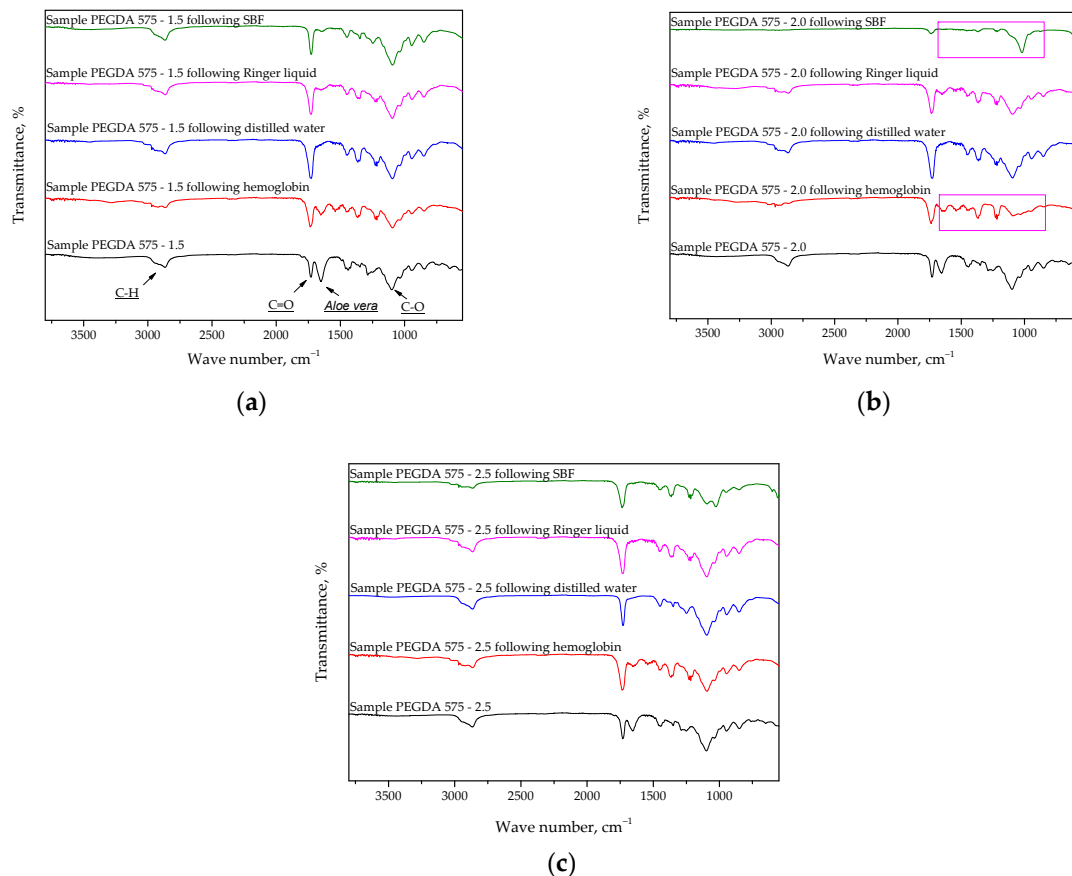 Sample PEGDA 575 - 1.5 following SBF
Sample PEGDA 575 - 1.5 following Ringer liquid
Sample PEGDA 575 - 1.5 following distilled water
Sample PEGDA 575 - 1.5 following hemoglobin
Sample PEGDA 575 - 1.5
C-H
C=O
Aloe vera
C-O
Transmittance, %
3500 3000 2500 2000 1500 1000
Wave number, cm⁻¹
(a)
Sample PEGDA 575 - 2.0 following SBF
Sample PEGDA 575 - 2.0 following Ringer liquid
Sample PEGDA 575 - 2.0 following distilled water
Sample PEGDA 575 - 2.0 following hemoglobin
Sample PEGDA 575 - 2.0
Transmittance, %
3500 3000 2500 2000 1500 1000
Wave number, cm⁻¹
(b)
Sample PEGDA 575 - 2.5 following SBF
Sample PEGDA 575 - 2.5 following Ringer liquid
Sample PEGDA 575 - 2.5 following distilled water
Sample PEGDA 575 - 2.5 following hemoglobin
Sample PEGDA 575 - 2.5
Transmittance, %
3500 3000 2500 2000 1500 1000
Wave number, cm⁻¹
(c)